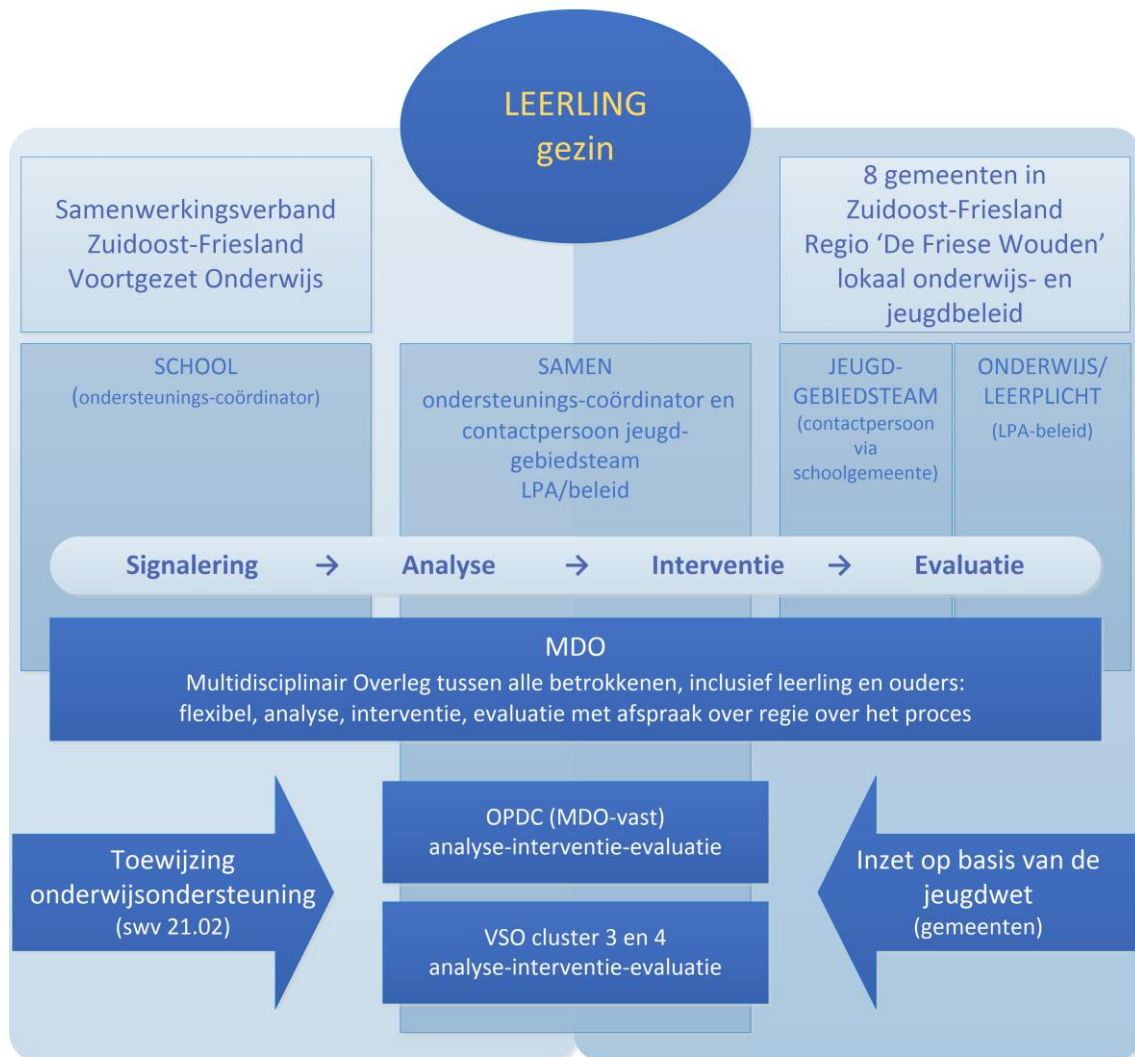 LEERLING
gezin
Samenwerkingsverband
Zuidoost-Friesland
Voortgezet Onderwijs
8 gemeenten in
Zuidoost-Friesland
Regio ‘De Friese Wouden’
lokaal onderwijs- en
jeugdbeleid
SCHOOL
(ondersteunings-coördinator)
SAMEN
ondersteunings-coördinator en
contactpersoon jeugd-
gebiedsteam
LPA/beleid
JEUGD-
GEBIEDSTEAM
(contactpersoon
via
schoolgemeente)
ONDERWIJS/
LEERPLICHT
(LPA-beleid)
Signalering → Analyse → Interventie → Evaluatie
MDO
Multidisciplinair Overleg tussen alle betrokkenen, inclusief leerling en ouders:
flexibel, analyse, interventie, evaluatie met afspraak over regie over het proces
Toewijzing
onderwijsondersteuning
(swv 21.02)
OPDC (MDO-vast)
analyse-interventie-evaluatie
VSO cluster 3 en 4
analyse-interventie-evaluatie
Inzet op basis van de
jeugdwet
(gemeenten)